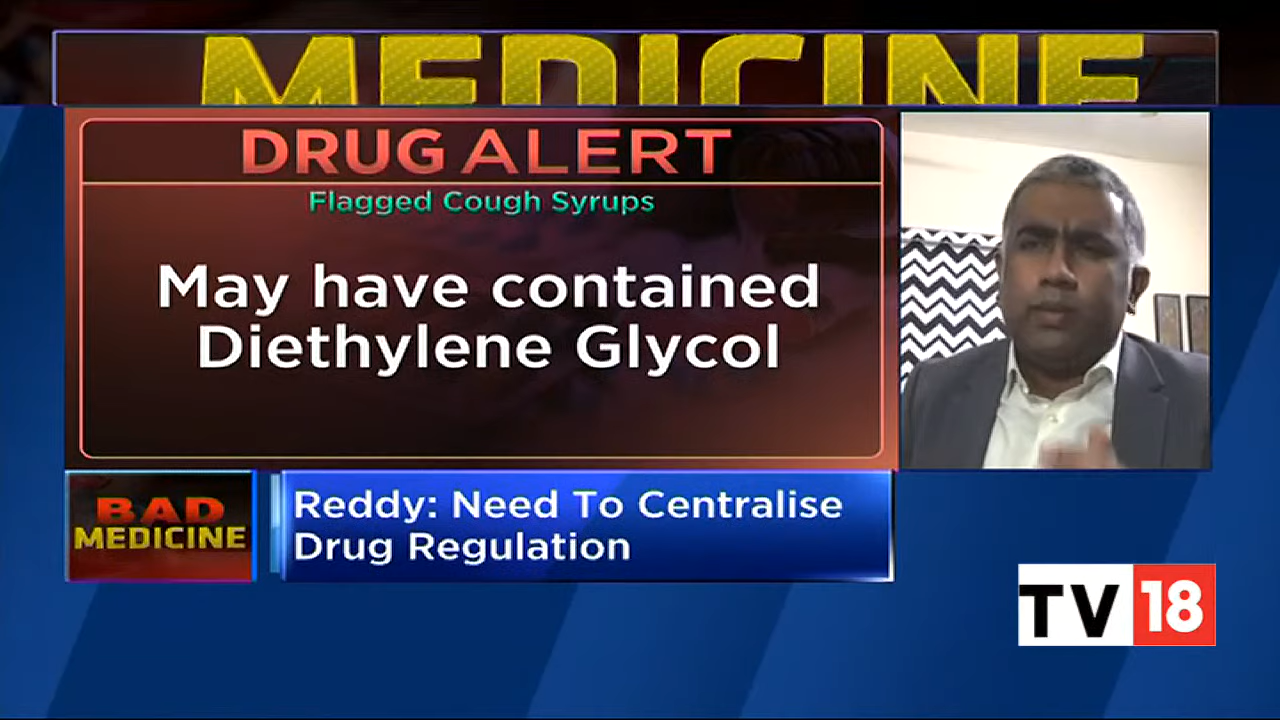 MEDICINE
DRUG ALERT
Flagged Cough Syrups
May have contained
Diethylene Glycol
BAD
MEDICINE
Reddy: Need To Centralise
Drug Regulation
TV18